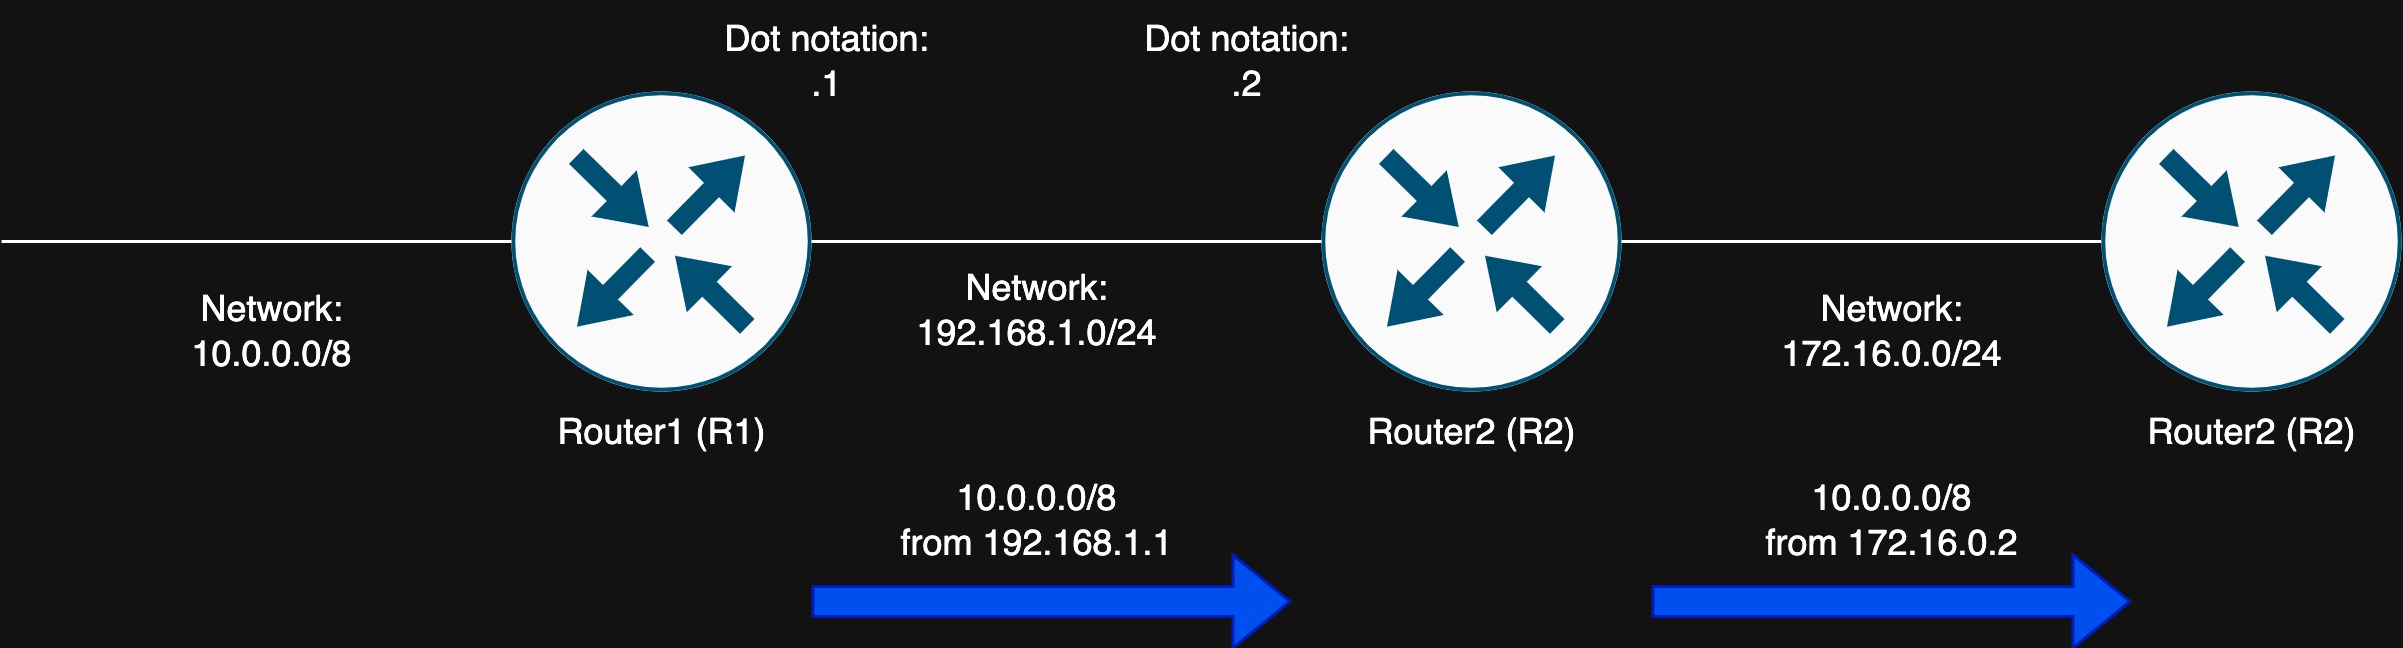 Dot notation:
.1
Dot notation:
.2
Network:
10.0.0.0/8
Network:
192.168.1.0/24
Network:
172.16.0.0/24
Router1 (R1)
Router2 (R2)
Router2 (R2)
10.0.0.0/8
from 192.168.1.1
10.0.0.0/8
from 172.16.0.2